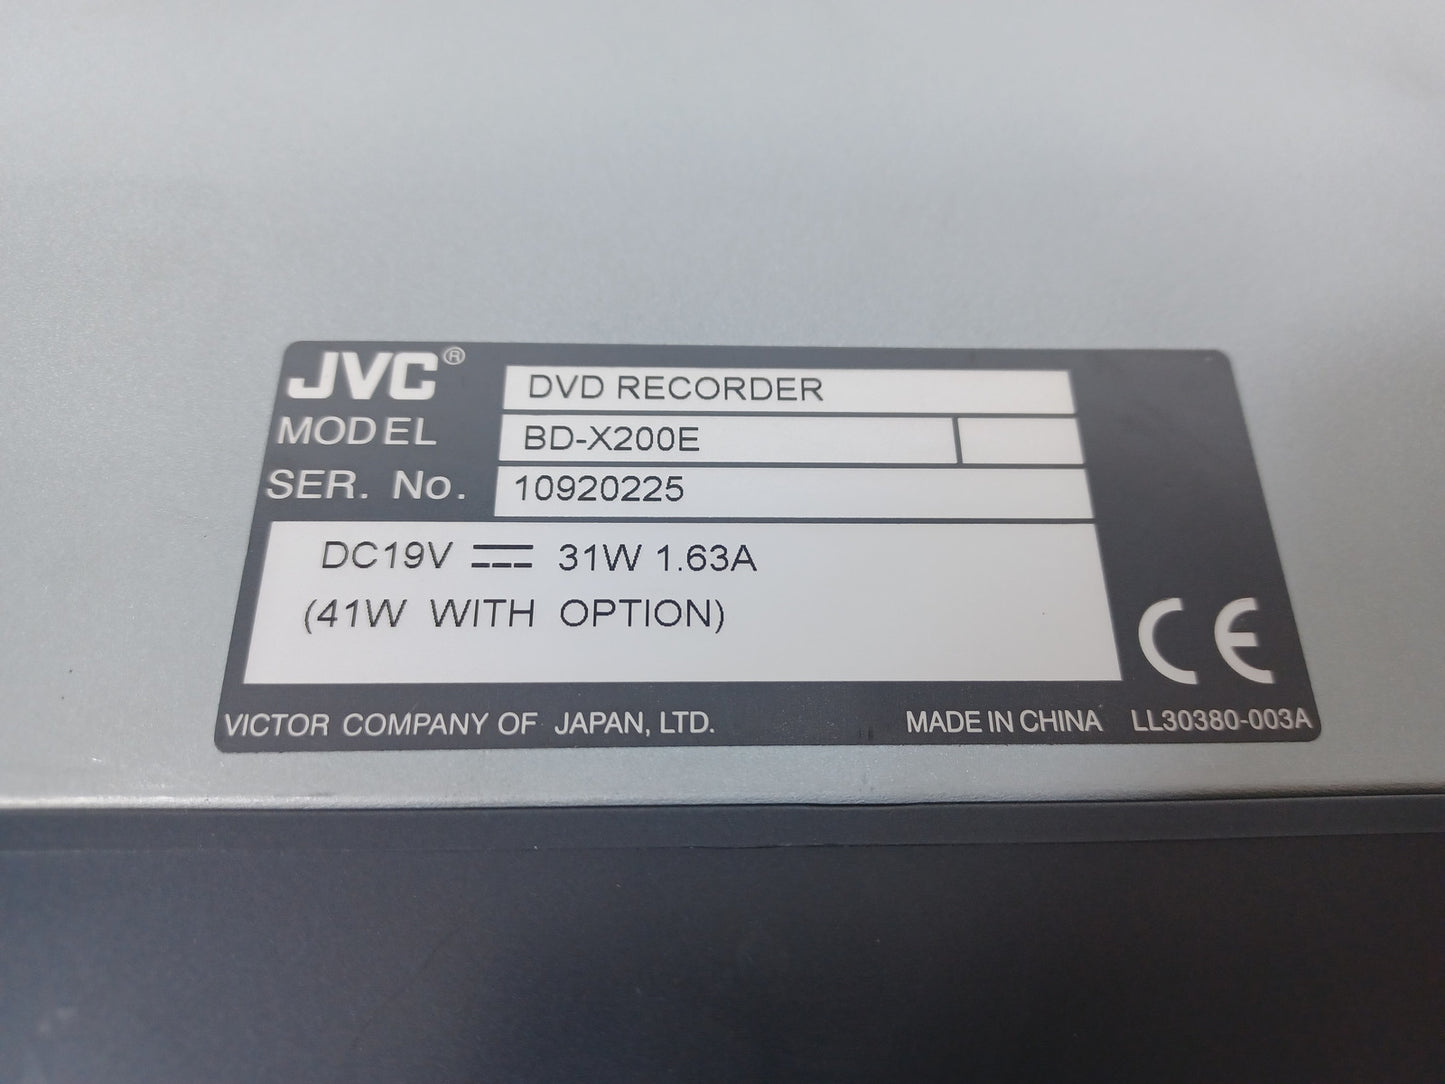 JVC® DVD RECORDER
MODEL BD-X200E
SER. No. 10920225
DC19V ⎓ 31W 1.63A
(41W WITH OPTION)
CE
VICTOR COMPANY OF JAPAN, LTD. MADE IN CHINA LL30380-003A